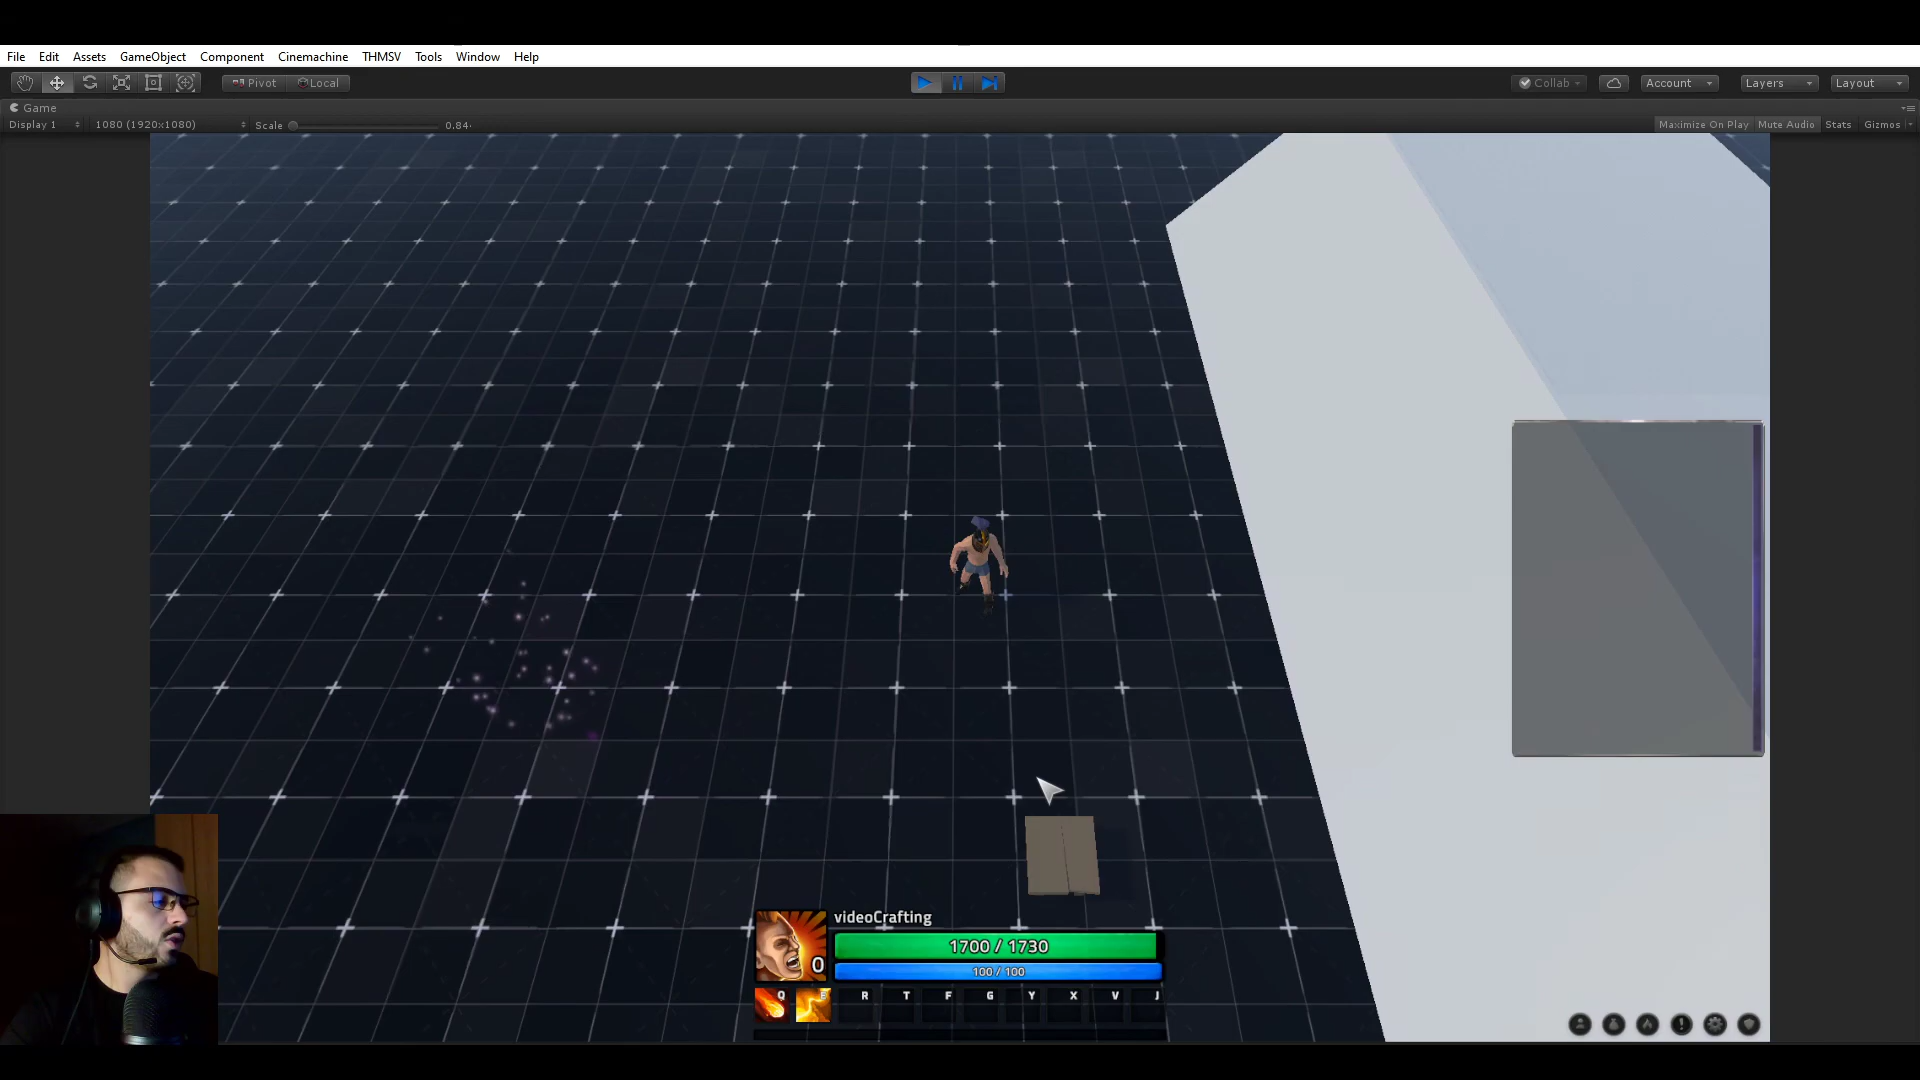 File Edit Assets GameObject Component Cinemachine THMSV Tools Window Help
Pivot Local Collab Account Layers Layout
Game
Display 1 1080 (1920x1080) Scale 0.84 Maximize On Play Mute Audio Stats Gizmos
videoCrafting
1700 / 1730
0
100 / 100
Q E R T F G Y X V J